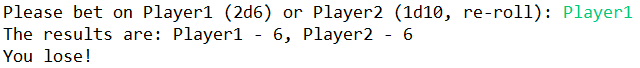 Please bet on Player1 (2d6) or Player2 (1d10, re-roll): Player1
The results are: Player1 - 6, Player2 - 6
You lose!